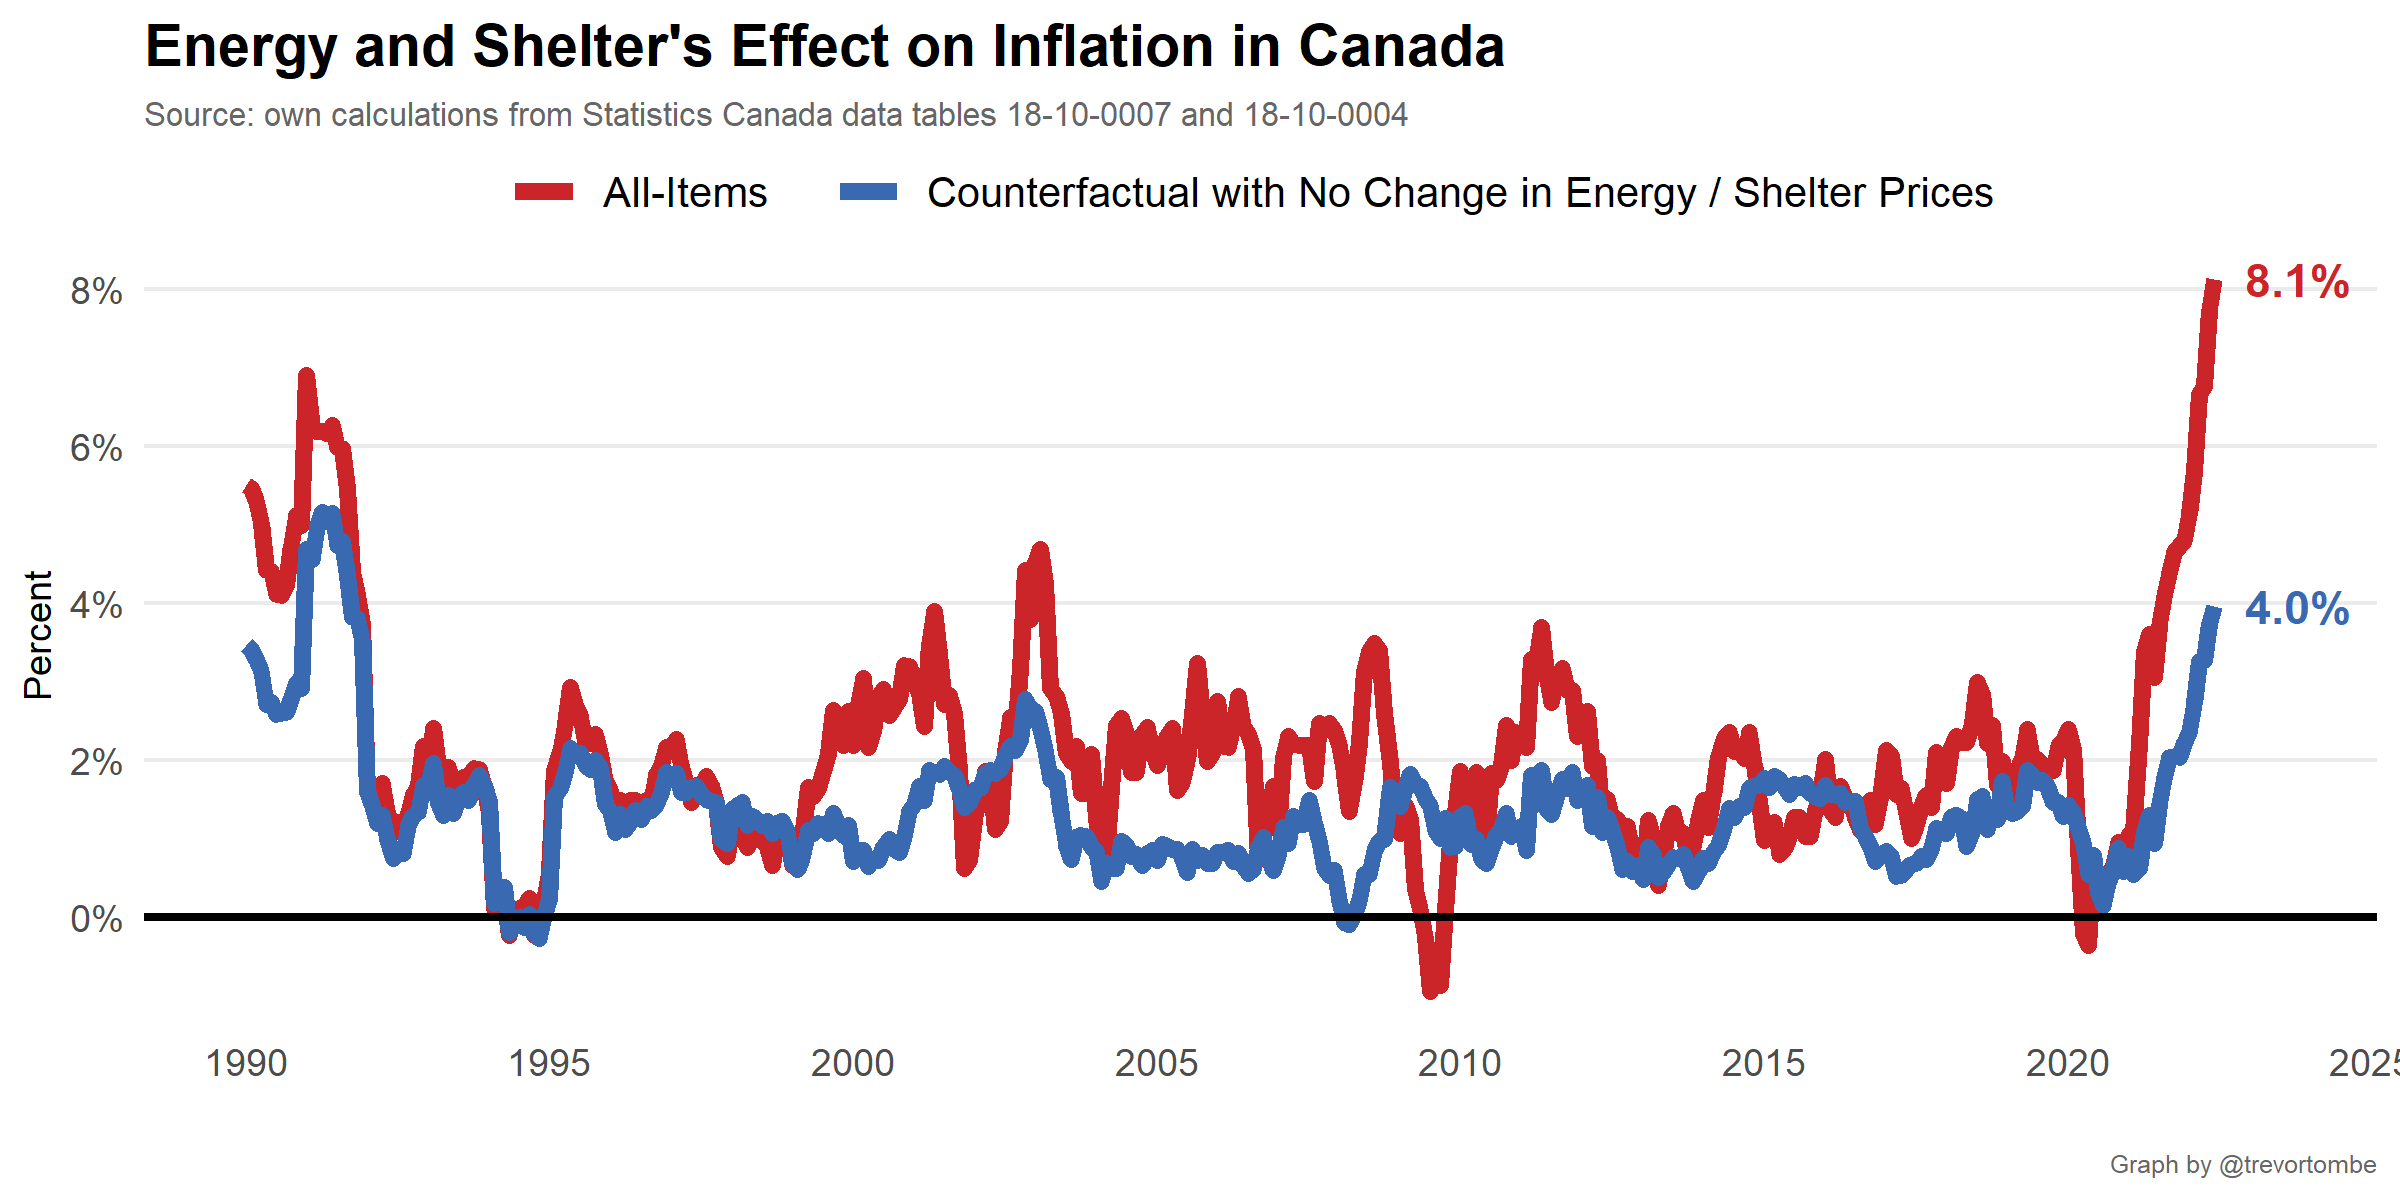 Energy and Shelter's Effect on Inflation in Canada
Source: own calculations from Statistics Canada data tables 18-10-0007 and 18-10-0004
All-Items
Counterfactual with No Change in Energy / Shelter Prices
Percent
8%
6%
4%
2%
0%
8.1%
4.0%
1990 1995 2000 2005 2010 2015 2020 2025
Graph by @trevortombe